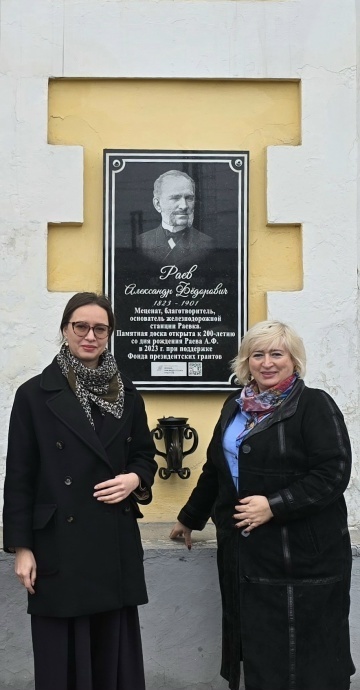 Раев
Александр Фёдорович
1823 - 1901
Меценат, благотворитель,
основатель железнодорожной
станции Раевка.
Памятная доска открыта к 200-летию
со дня рождения Раева А.Ф.
в 2023 г. при поддержке
Фонда президентских грантов